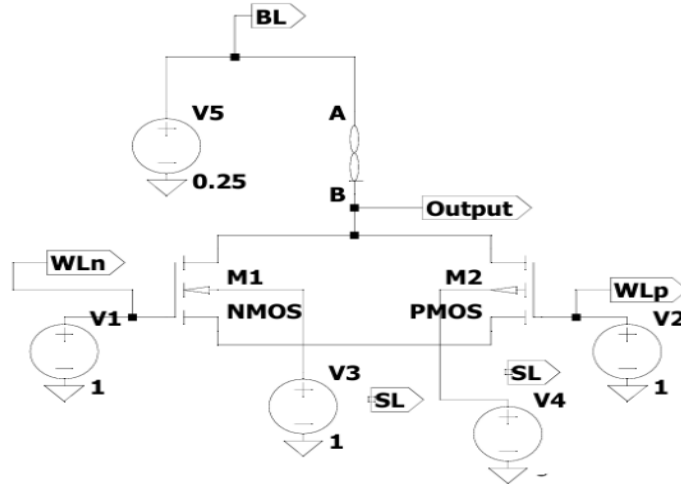 BL
V5
A
0.25
B
Output
WLn
M1
M2
WLp
V1
NMOS
PMOS
V2
V3
SL
SL
1
V4
1
1